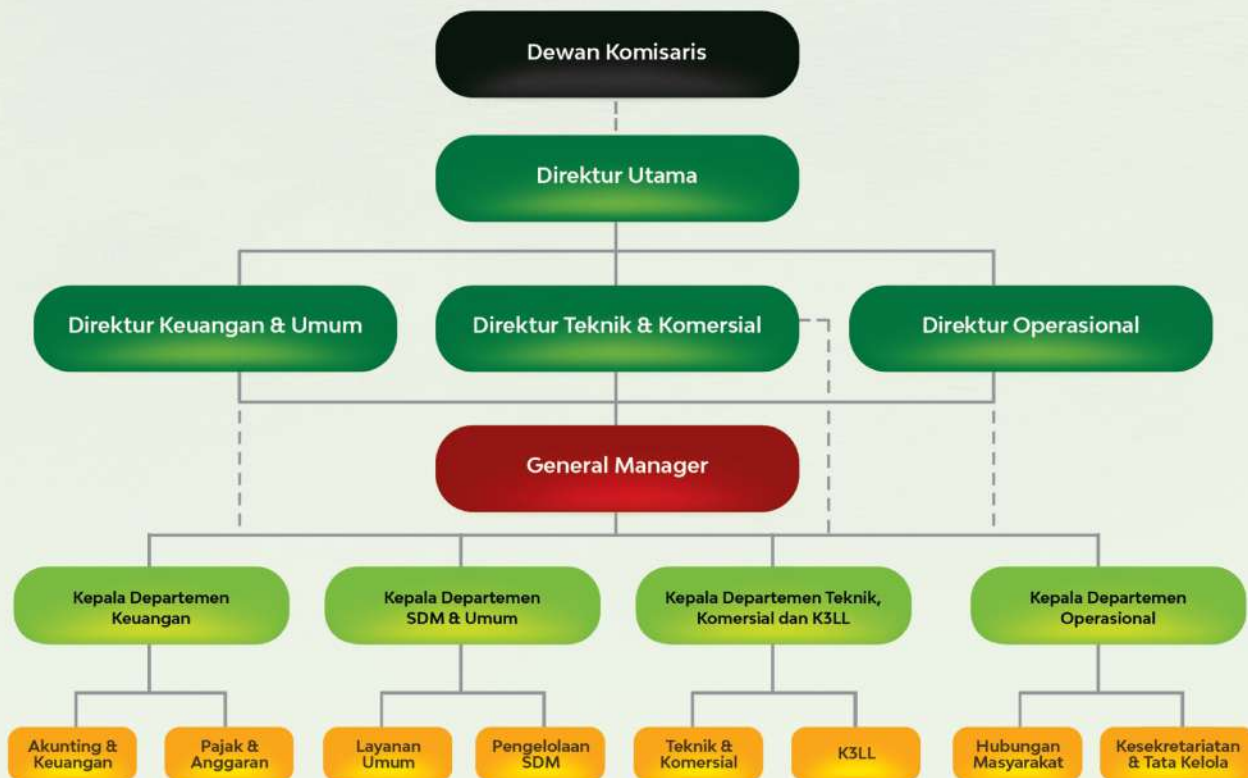 Dewan Komisaris
Direktur Utama
Direktur Keuangan & Umum
Direktur Teknik & Komersial
Direktur Operasional
General Manager
Kepala Departemen
Keuangan
Kepala Departemen
SDM & Umum
Kepala Departemen Teknik,
Komersial dan K3LL
Kepala Departemen
Operasional
Akunting &
Keuangan
Pajak &
Anggaran
Layanan
Umum
Pengelolaan
SDM
Teknik &
Komersial
K3LL
Hubungan
Masyarakat
Kesekretariatan
& Tata Kelola